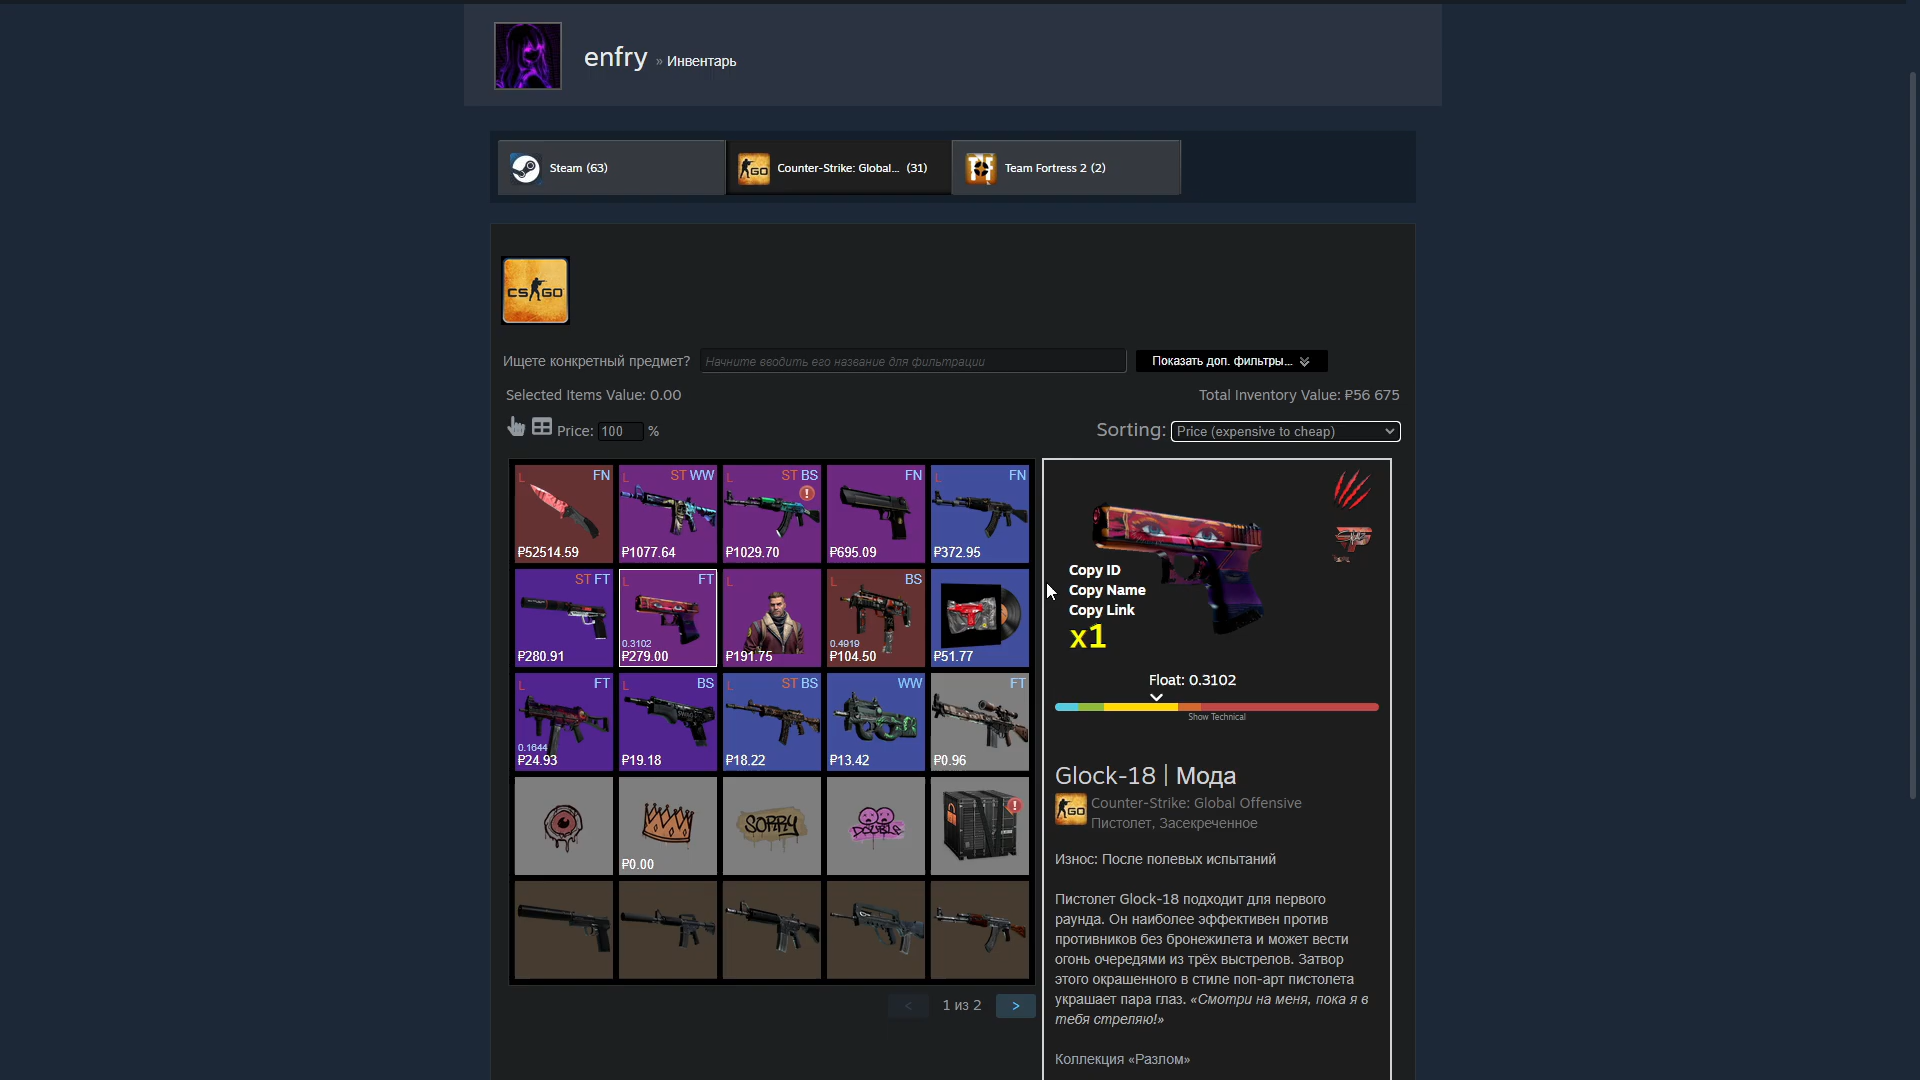 enfry » Инвентарь
Steam (63)
Counter-Strike: Global... (31)
Team Fortress 2 (2)
CS GO
Ищете конкретный предмет?
Начните вводить его название для фильтрации
Показать доп. фильтры...
Selected Items Value: 0.00
Total Inventory Value: ₽56 675
Price: 100 %
Sorting: Price (expensive to cheap)
L FN ₽52514.59
ST WW ₽1077.64
L ST BS ₽1029.70
FN ₽695.09
L FN ₽372.95
ST FT ₽280.91
L FT 0.3102 ₽279.00
L ₽191.75
L BS 0.4919 ₽104.50
₽51.77
L FT 0.1644 ₽24.93
L BS ₽19.18
L ST BS ₽18.22
WW ₽13.42
FT ₽0.96
₽0.00
SORRY
DOUBLE
< 1 из 2 >
Copy ID
Copy Name
Copy Link
x1
Float: 0.3102
Show Technical
Glock-18 | Мода
Counter-Strike: Global Offensive
Пистолет, Засекреченное
Износ: После полевых испытаний
Пистолет Glock-18 подходит для первого
раунда. Он наиболее эффективен против
противников без бронежилета и может вести
огонь очередями из трёх выстрелов. Затвор
этого окрашенного в стиле поп-арт пистолета
украшает пара глаз. «Смотри на меня, пока я в
тебя стреляю!»
Коллекция «Разлом»